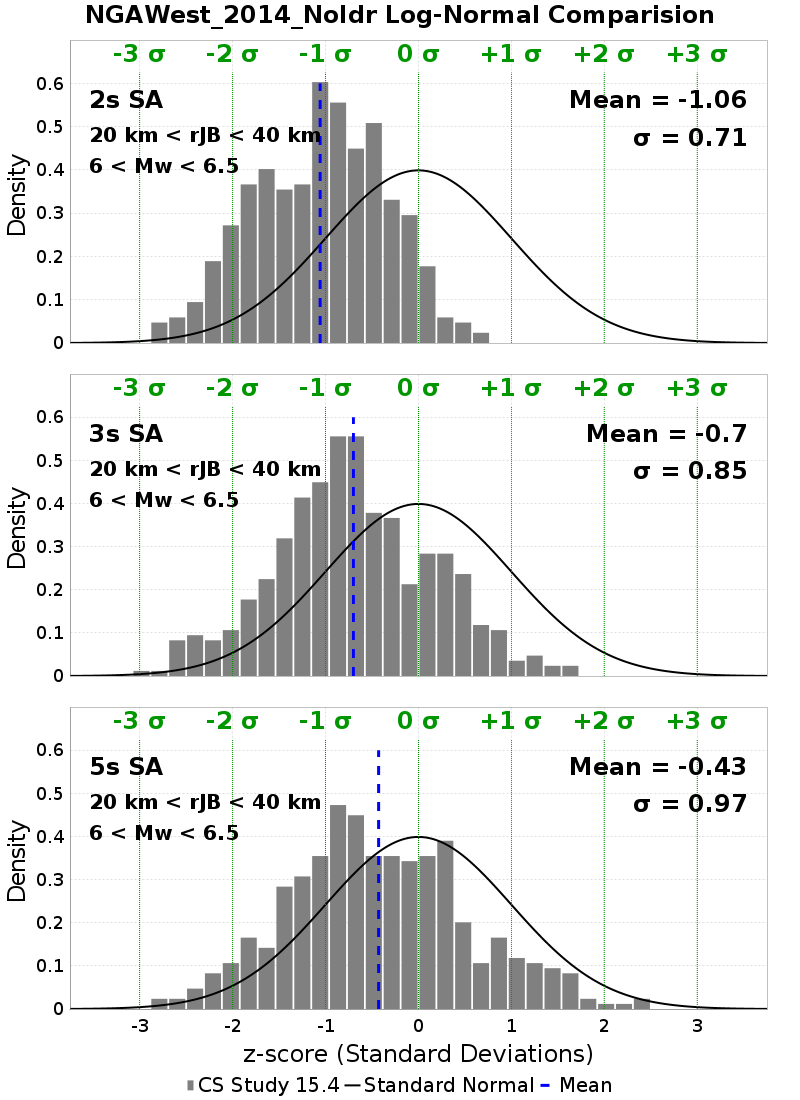 NGAWest_2014_NoIdr Log-Normal Comparision
-3 σ -2 σ -1 σ 0 σ +1 σ +2 σ +3 σ
2s SA Mean = -1.06
20 km < rJB < 40 km σ = 0.71
6 < Mw < 6.5
Density
0.6
0.5
0.4
0.3
0.2
0.1
0
-3 σ -2 σ -1 σ 0 σ +1 σ +2 σ +3 σ
3s SA Mean = -0.7
20 km < rJB < 40 km σ = 0.85
6 < Mw < 6.5
Density
0.6
0.5
0.4
0.3
0.2
0.1
0
-3 σ -2 σ -1 σ 0 σ +1 σ +2 σ +3 σ
5s SA Mean = -0.43
20 km < rJB < 40 km σ = 0.97
6 < Mw < 6.5
Density
0.6
0.5
0.4
0.3
0.2
0.1
0
-3 -2 -1 0 1 2 3
z-score (Standard Deviations)
CS Study 15.4 Standard Normal Mean